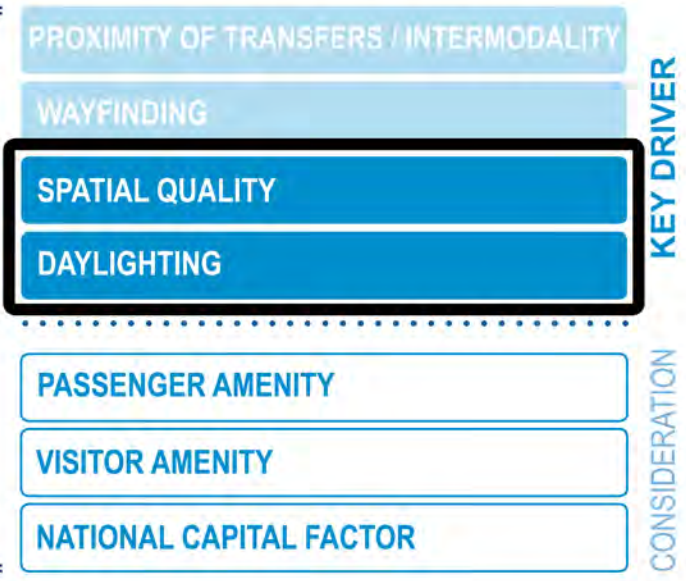 PROXIMITY OF TRANSFERS / INTERMODALITY
WAYFINDING
SPATIAL QUALITY
DAYLIGHTING
KEY DRIVER
PASSENGER AMENITY
VISITOR AMENITY
NATIONAL CAPITAL FACTOR
CONSIDERATION